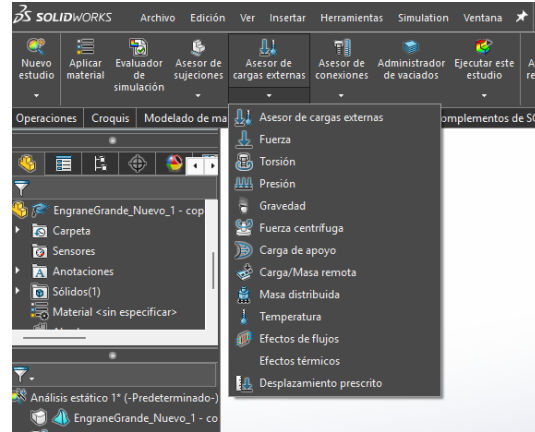 SOLIDWORKS Archivo Edición Ver Insertar Herramientas Simulation Ventana
Nuevo estudio
Aplicar material
Evaluador de simulación
Asesor de sujeciones
Asesor de cargas externas
Asesor de conexiones
Administrador de vaciados
Ejecutar este estudio
Operaciones Croquis Modelado de ma
omplementos de SO
Asesor de cargas externas
Fuerza
Torsión
Presión
Gravedad
Fuerza centrífuga
Carga de apoyo
Carga/Masa remota
Masa distribuida
Temperatura
Efectos de flujos
Efectos térmicos
Desplazamiento prescrito
EngraneGrande_Nuevo_1 - cop
Carpeta
Sensores
Anotaciones
Sólidos(1)
Material <sin especificar>
Análisis estático 1* (-Predeterminado-)
EngraneGrande_Nuevo_1 - co